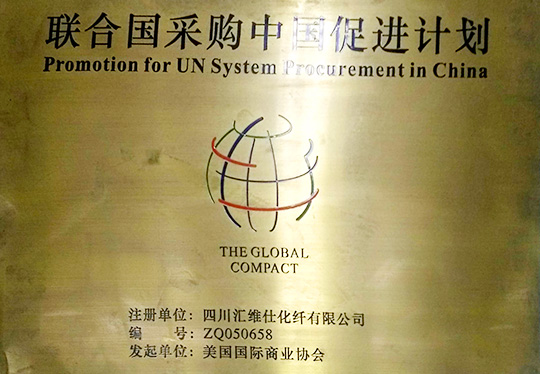 联合国采购中国促进计划
Promotion for UN System Procurement in China
THE GLOBAL
COMPACT
注册单位：四川汇维仕化纤有限公司
编 号：ZQ050658
发起单位：美国国际商业协会